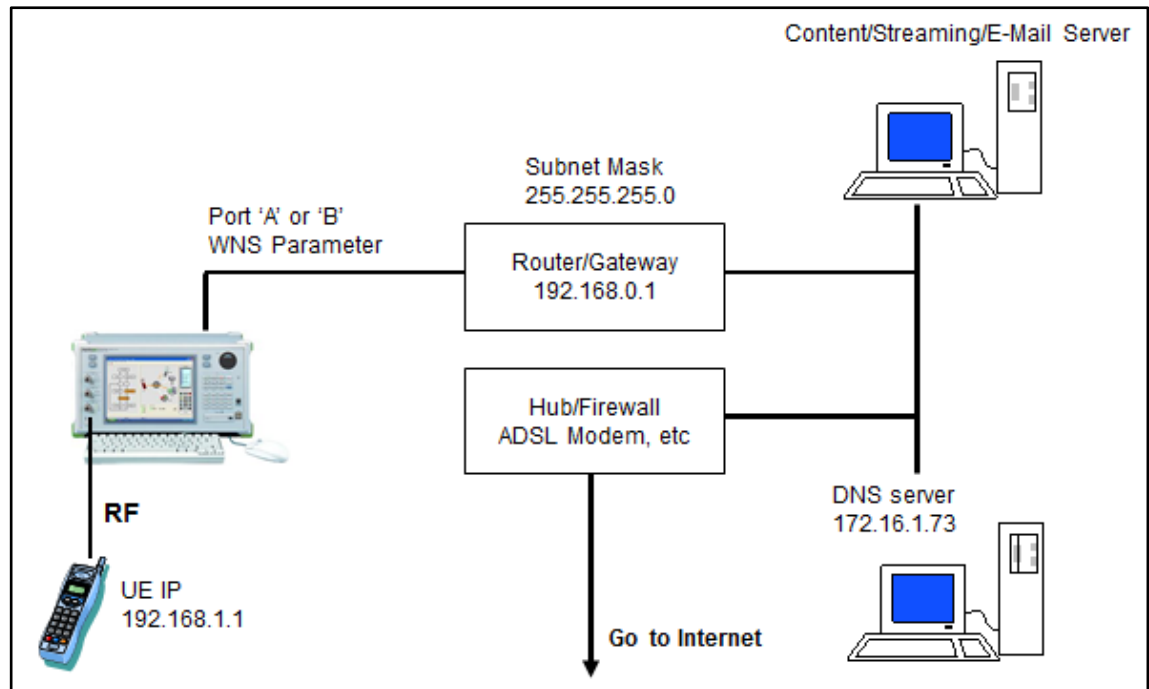 Content/Streaming/E-Mail Server
Subnet Mask
255.255.255.0
Port ‘A’ or ‘B’
WNS Parameter
Router/Gateway
192.168.0.1
Hub/Firewall
ADSL Modem, etc
DNS server
172.16.1.73
RF
UE IP
192.168.1.1
Go to Internet